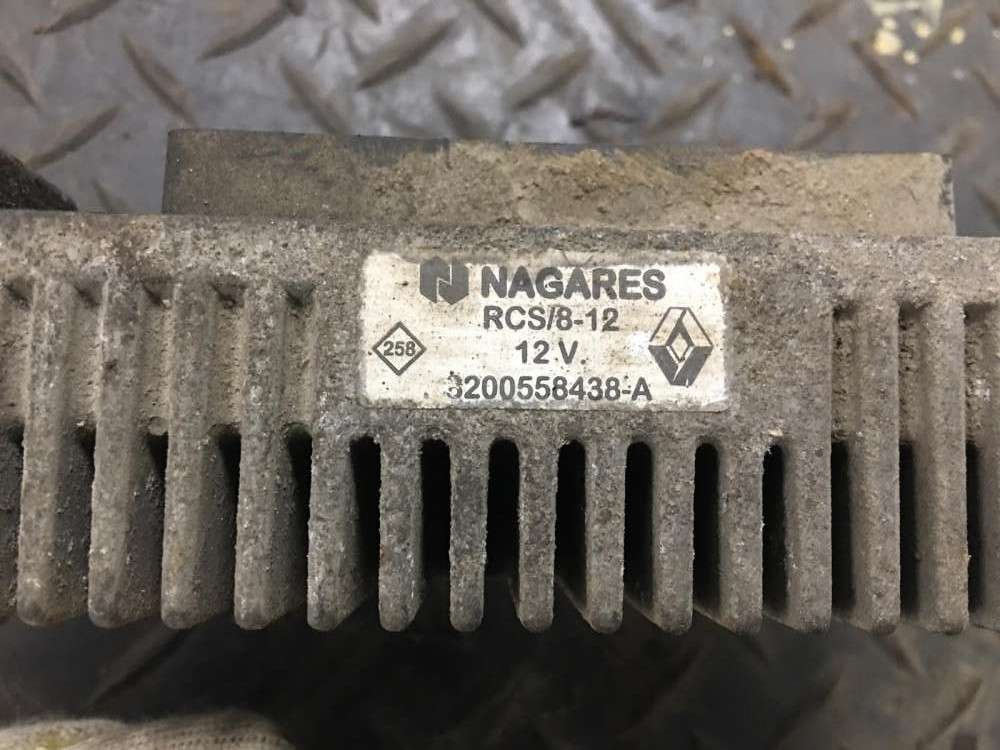 NAGARES
RCS/8-12
258
12 V.
8200558438-A